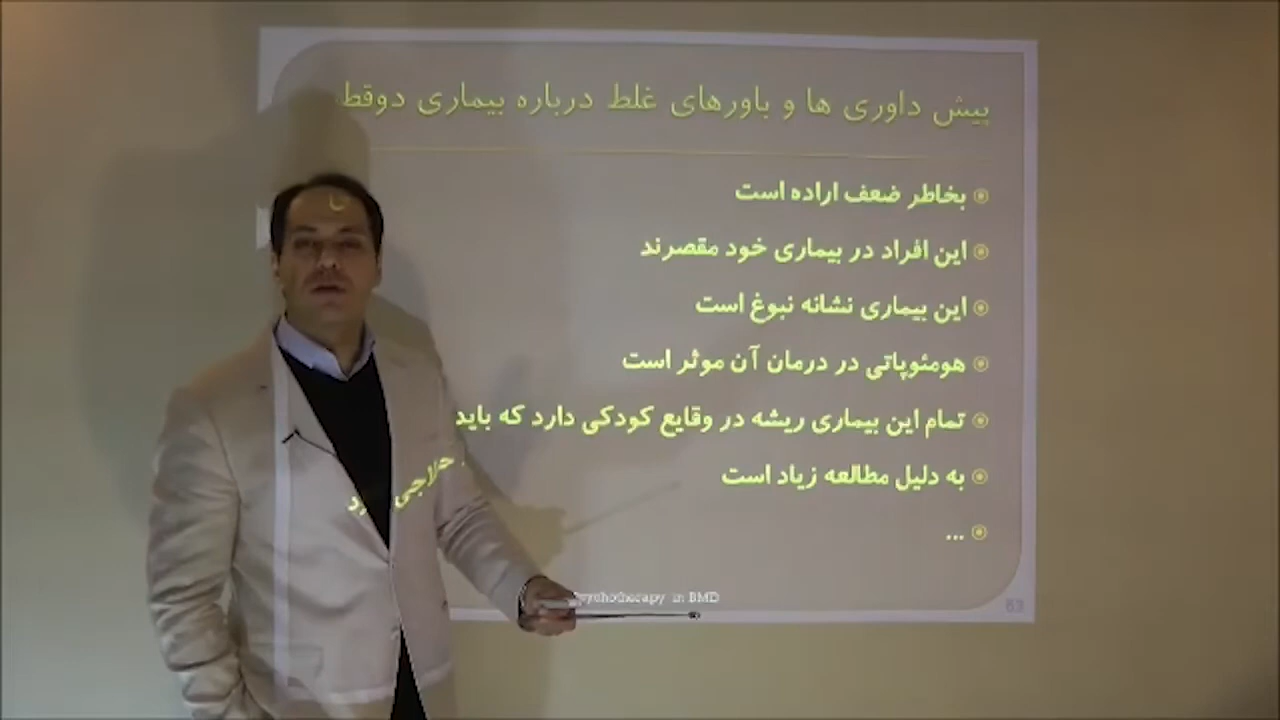 پیش داوری ها و باورهای غلط درباره بیماری دوقط
بخاطر ضعف اراده است
این افراد در بیماری خود مقصرند
این بیماری نشانه نبوغ است
هومئوپاتی در درمان آن موثر است
تمام این بیماری ریشه در وقایع کودکی دارد که باید حلاجی
به دلیل مطالعه زیاد است
...
in BMD
63